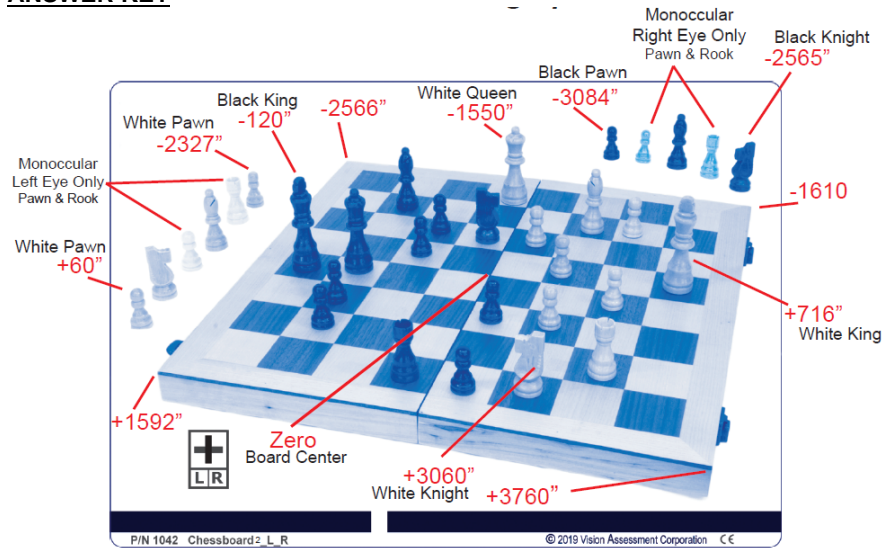 ANSWER KEY
Monoccular
Right Eye Only
Pawn & Rook
Black Knight
-2565”
Black Pawn
-3084”
White Queen
-1550”
-2566”
Black King
-120”
White Pawn
-2327”
Monoccular
Left Eye Only
Pawn & Rook
-1610
White Pawn
+60”
+716”
White King
+1592”
Zero
Board Center
L R
+3060”
White Knight
+3760”
P/N 1042 Chessboard2_L_R
© 2019 Vision Assessment Corporation CE